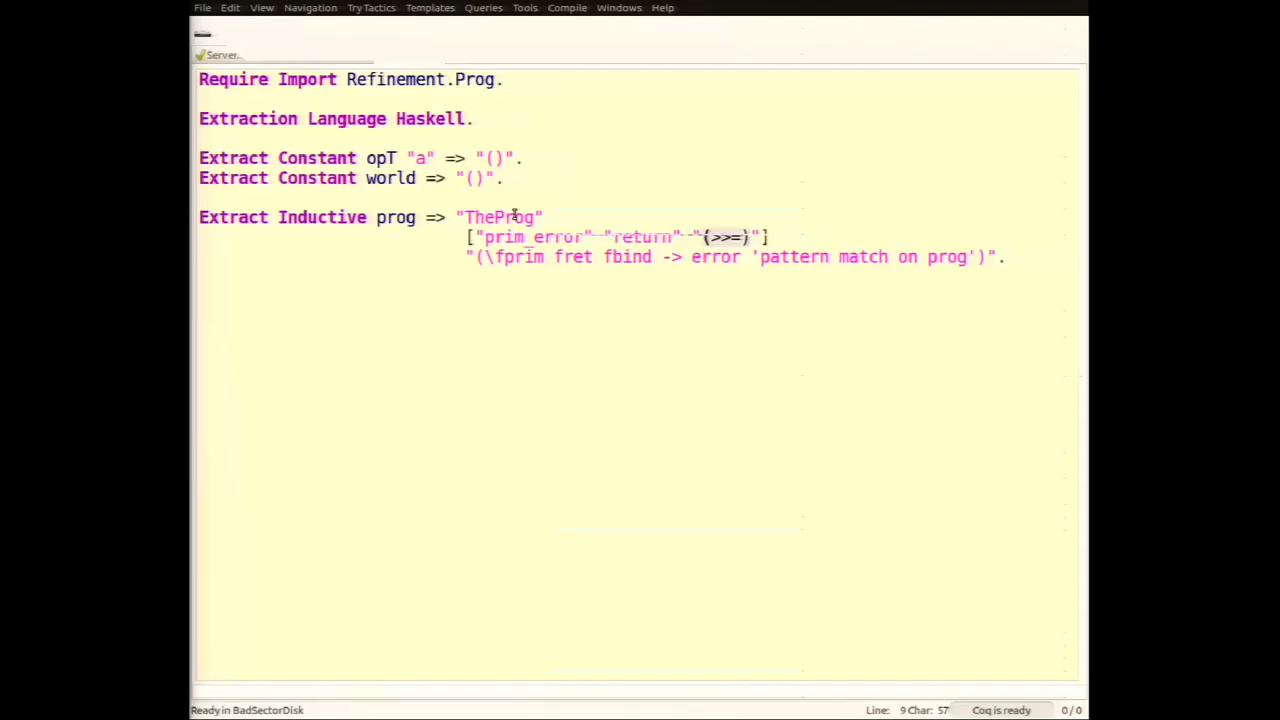 File Edit View Navigation Try Tactics Templates Queries Tools Compile Windows Help
Server..
Require Import Refinement.Prog.
Extraction Language Haskell.
Extract Constant opT "a" => "()".
Extract Constant world => "()".
Extract Inductive prog => "TheProg"
["prim_error" "return" "(>>=)"]
"(\fprim fret fbind -> error 'pattern match on prog')".
Ready in BadSectorDisk Line: 9 Char: 57 Coq is ready 0 / 0